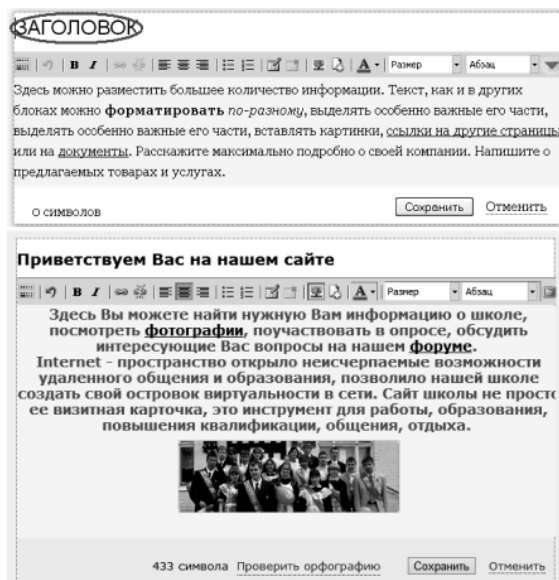 ЗАГОЛОВОК
B I A Размер Абзац
Здесь можно разместить большее количество информации. Текст, как и в других
блоках можно форматировать по-разному, выделять особенно важные его части,
выделять особенно важные его части, вставлять картинки, ссылки на другие страницы
или на документы. Расскажите максимально подробно о своей компании. Напишите о
предлагаемых товарах и услугах.
0 символов Сохранить Отменить
Приветствуем Вас на нашем сайте
B I A Размер Абзац
Здесь Вы можете найти нужную Вам информацию о школе,
посмотреть фотографии, поучаствовать в опросе, обсудить
интересующие Вас вопросы на нашем форуме.
Internet - пространство открыло неисчерпаемые возможности
удаленного общения и образования, позволило нашей школе
создать свой островок виртуальности в сети. Сайт школы не просто
ее визитная карточка, это инструмент для работы, образования,
повышения квалификации, общения, отдыха.
433 символа Проверить орфографию Сохранить Отменить